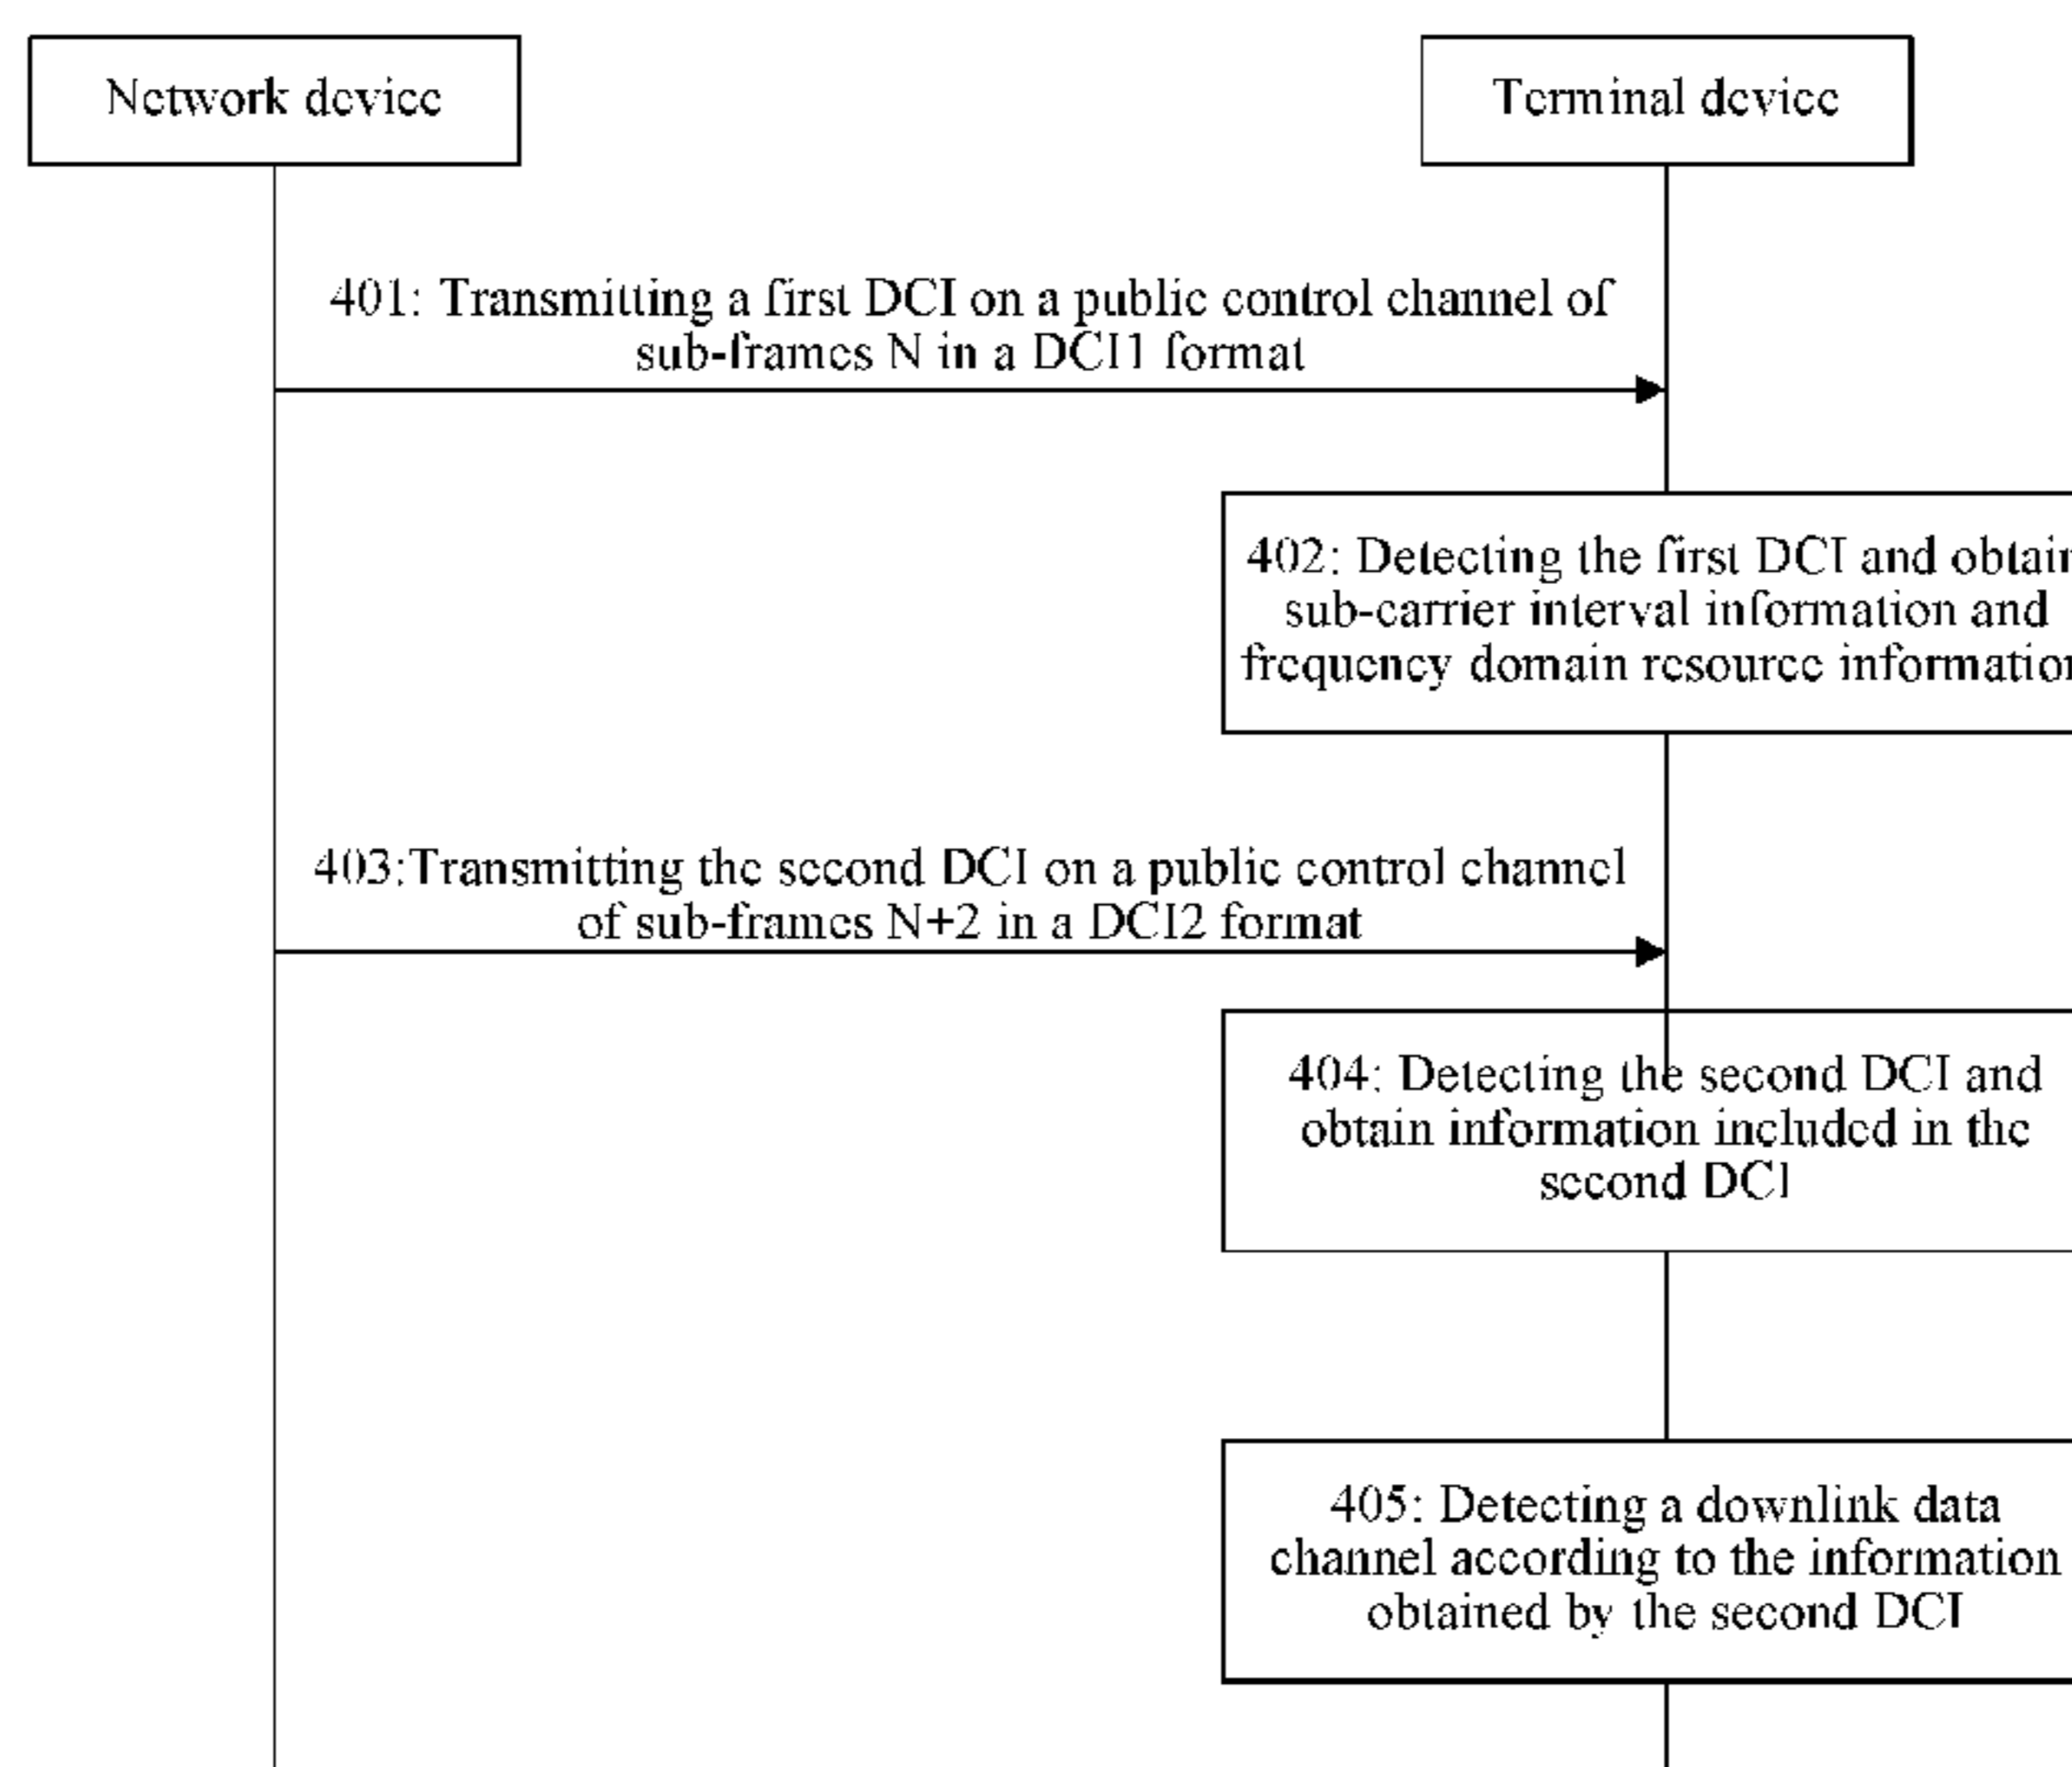 Network device
Terminal device
401: Transmitting a first DCI on a public control channel of
sub-frames N in a DCI1 format
402: Detecting the first DCI and obtain
sub-carrier interval information and
frequency domain resource information
403:Transmitting the second DCI on a public control channel
of sub-frames N+2 in a DCI2 format
404: Detecting the second DCI and
obtain information included in the
second DCI
405: Detecting a downlink data
channel according to the information
obtained by the second DCI